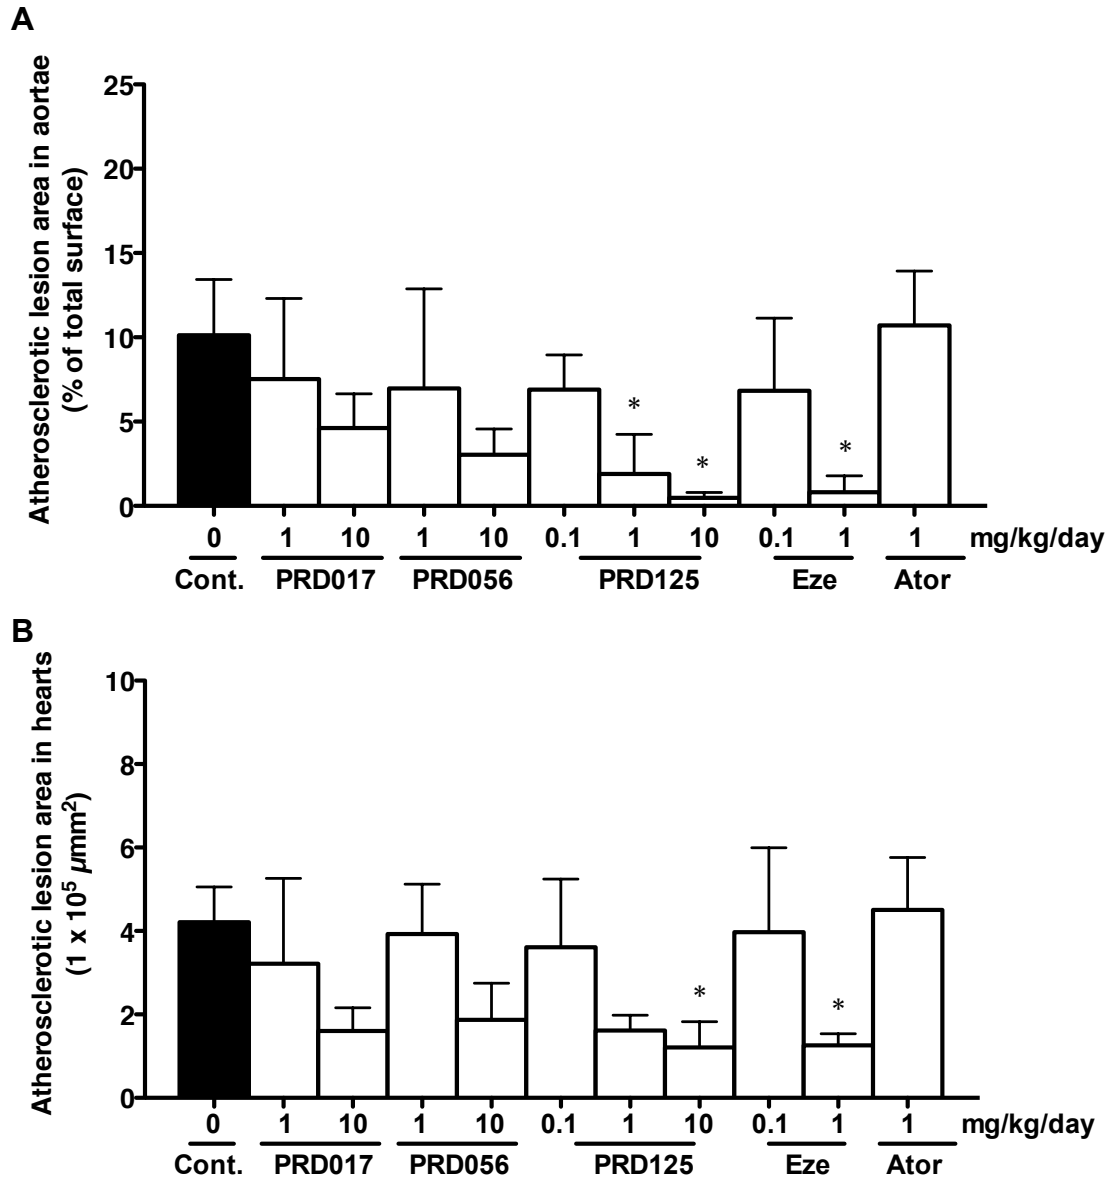 A
Atherosclerotic lesion area in aortae
(% of total surface)
25
20
15
10
5
0
*
*
*
0 1 10 1 10 0.1 1 10 0.1 1 1 mg/kg/day
Cont. PRD017 PRD056 PRD125 Eze Ator
B
Atherosclerotic lesion area in hearts
(1 x 10⁵ µmm²)
10
8
6
4
2
0
*
*
0 1 10 1 10 0.1 1 10 0.1 1 1 mg/kg/day
Cont. PRD017 PRD056 PRD125 Eze Ator